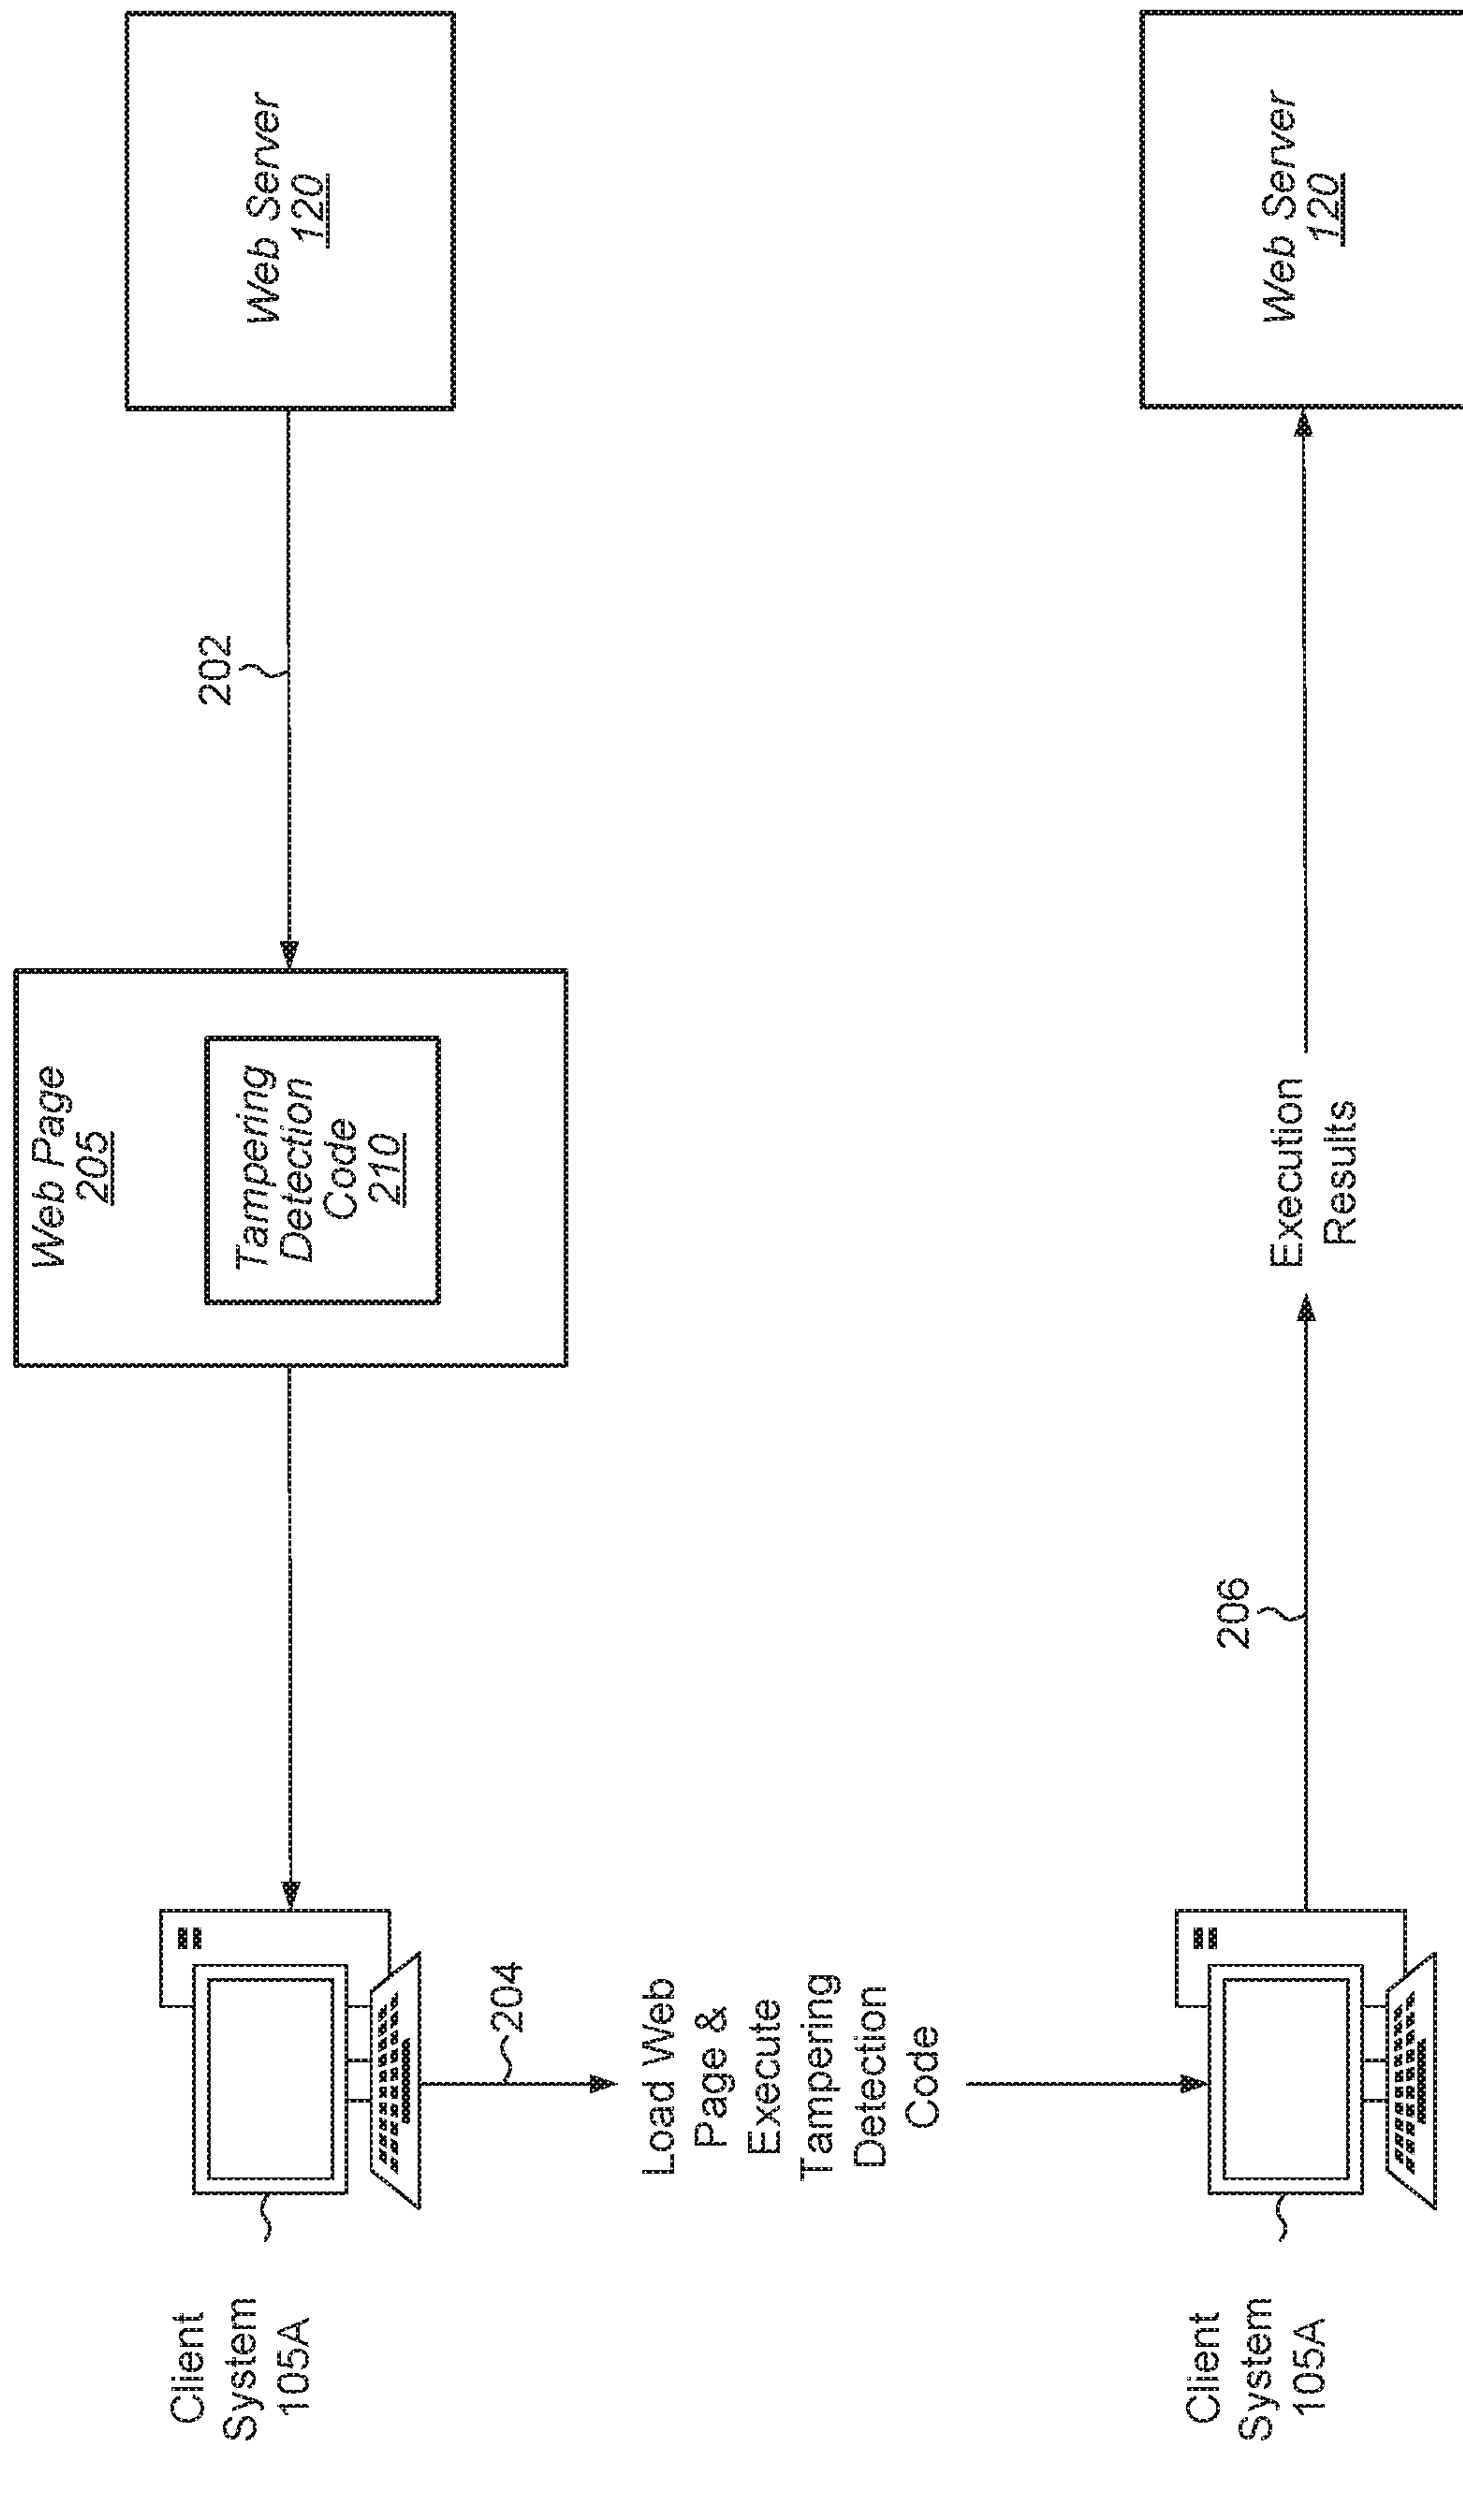 Client
System
105A
Web Page
205
Tampering
Detection
Code
210
202
Web Server
120
204
Load Web
Page &
Execute
Tampering
Detection
Code
Client
System
105A
206
Execution
Results
Web Server
120